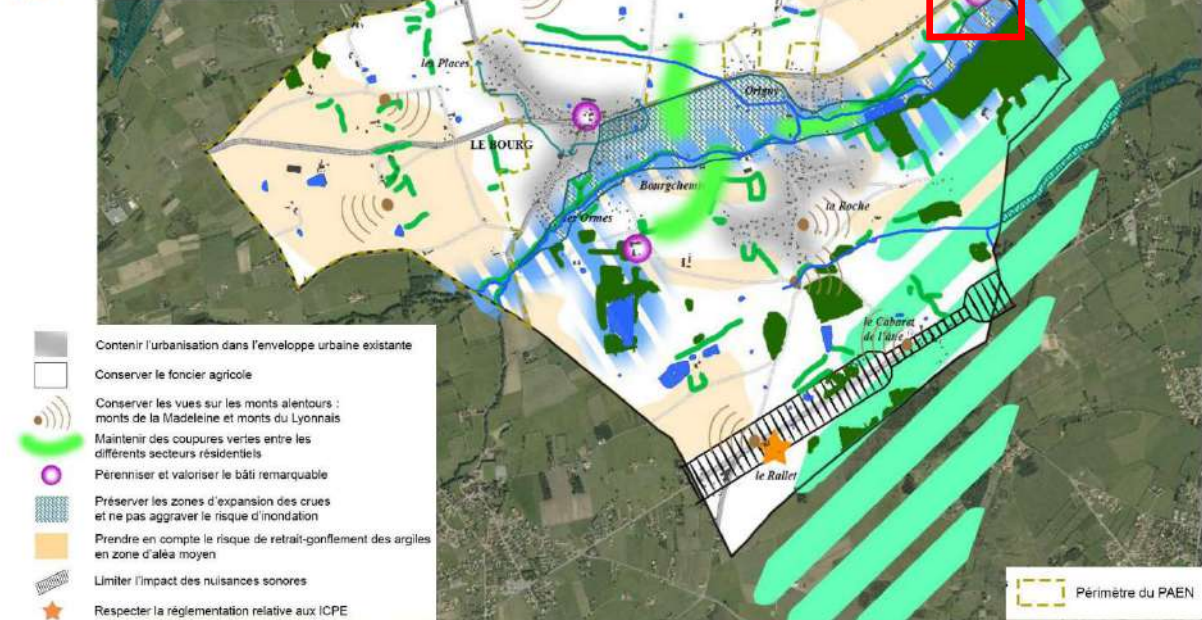 les Places
Origny
LE BOURG
Bourgchemin
les Ormes
la Roche
le Cabaret
de l'âne
le Rallet
Contenir l'urbanisation dans l'enveloppe urbaine existante
Conserver le foncier agricole
Conserver les vues sur les monts alentours :
monts de la Madeleine et monts du Lyonnais
Maintenir des coupures vertes entre les
différents secteurs résidentiels
Pérenniser et valoriser le bâti remarquable
Préserver les zones d'expansion des crues
et ne pas aggraver le risque d'inondation
Prendre en compte le risque de retrait-gonflement des argiles
en zone d'aléa moyen
Limiter l'impact des nuisances sonores
Respecter la réglementation relative aux ICPE
Périmètre du PAEN